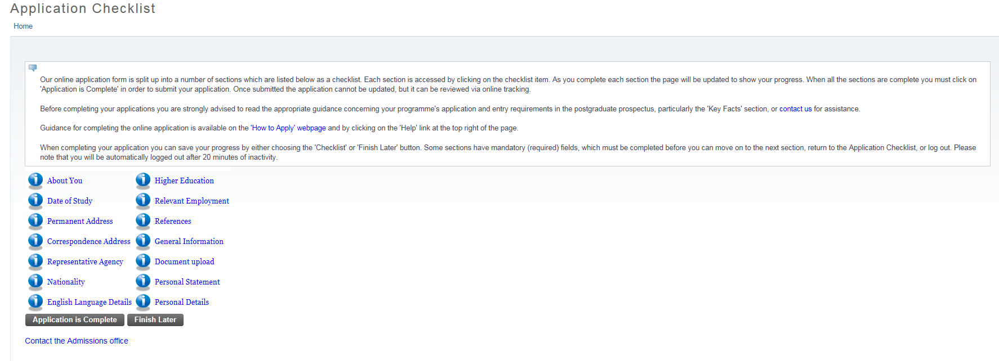 Application Checklist
Home
Our online application form is split up into a number of sections which are listed below as a checklist. Each section is accessed by clicking on the checklist item. As you complete each section the page will be updated to show your progress. When all the sections are complete you must click on
'Application is Complete' in order to submit your application. Once submitted the application cannot be updated, but it can be reviewed via online tracking.
Before completing your applications you are strongly advised to read the appropriate guidance concerning your programme's application and entry requirements in the postgraduate prospectus, particularly the 'Key Facts' section, or contact us for assistance.
Guidance for completing the online application is available on the 'How to Apply' webpage and by clicking on the 'Help' link at the top right of the page.
When completing your application you can save your progress by either choosing the 'Checklist' or 'Finish Later' button. Some sections have mandatory (required) fields, which must be completed before you can move on to the next section, return to the Application Checklist, or log out. Please
note that you will be automatically logged out after 20 minutes of inactivity.
About You Higher Education
Date of Study Relevant Employment
Permanent Address References
Correspondence Address General Information
Representative Agency Document upload
Nationality Personal Statement
English Language Details Personal Details
Application is Complete Finish Later
Contact the Admissions office